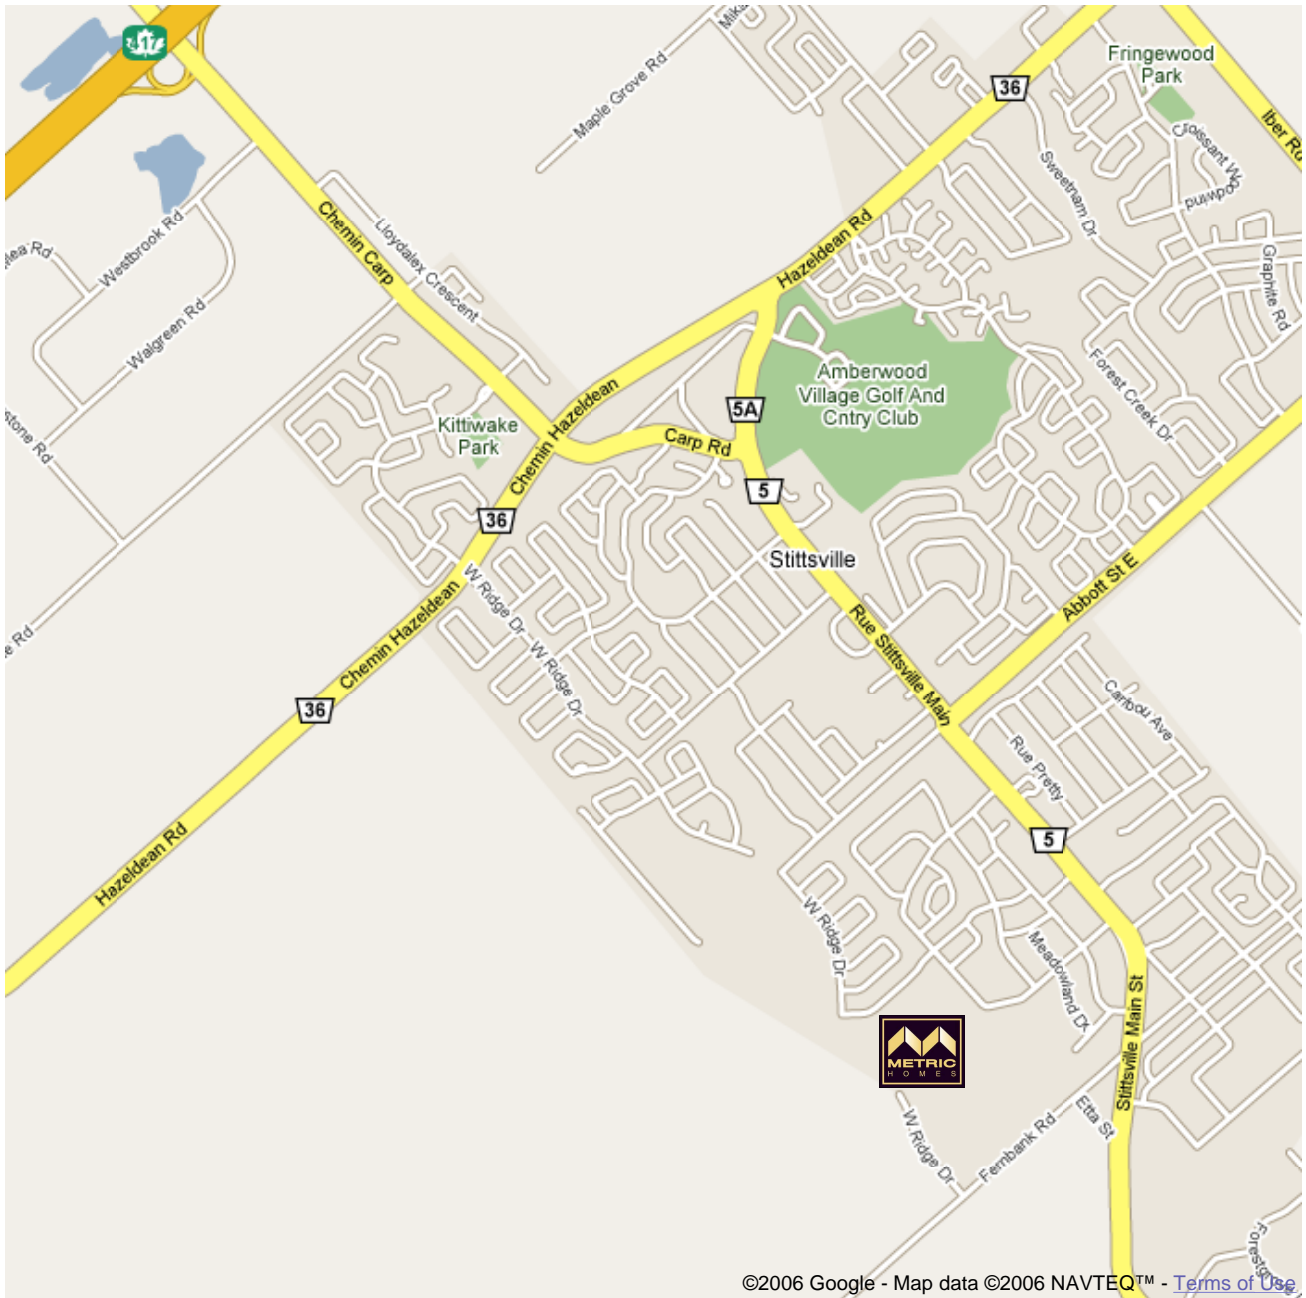 17
Fringewood
Park
36
Maple Grove Rd
Iber Rd
Croissant Woodwind
Sweetnam Dr
Westbrook Rd
Chemin Carp
Lloydalex Crescent
Hazeldean Rd
Graphite Rd
Walgreen Rd
Amberwood
Village Golf And
Cntry Club
Forest Creek Dr
5A
Kittiwake
Park
Chemin Hazeldean
Carp Rd
5
36
Stittsville
W Ridge Dr
W Ridge Dr
Chemin Hazeldean
Abbott St E
Rue Stittsville Main
36
Caribou Ave
Rue Pretty
5
Hazeldean Rd
W Ridge Dr
Meadowland Dr
Stittsville Main St
METRIC
HOMES
Etta St
W Ridge Dr
Fernbank Rd
©2006 Google - Map data ©2006 NAVTEQ™ - Terms of Use